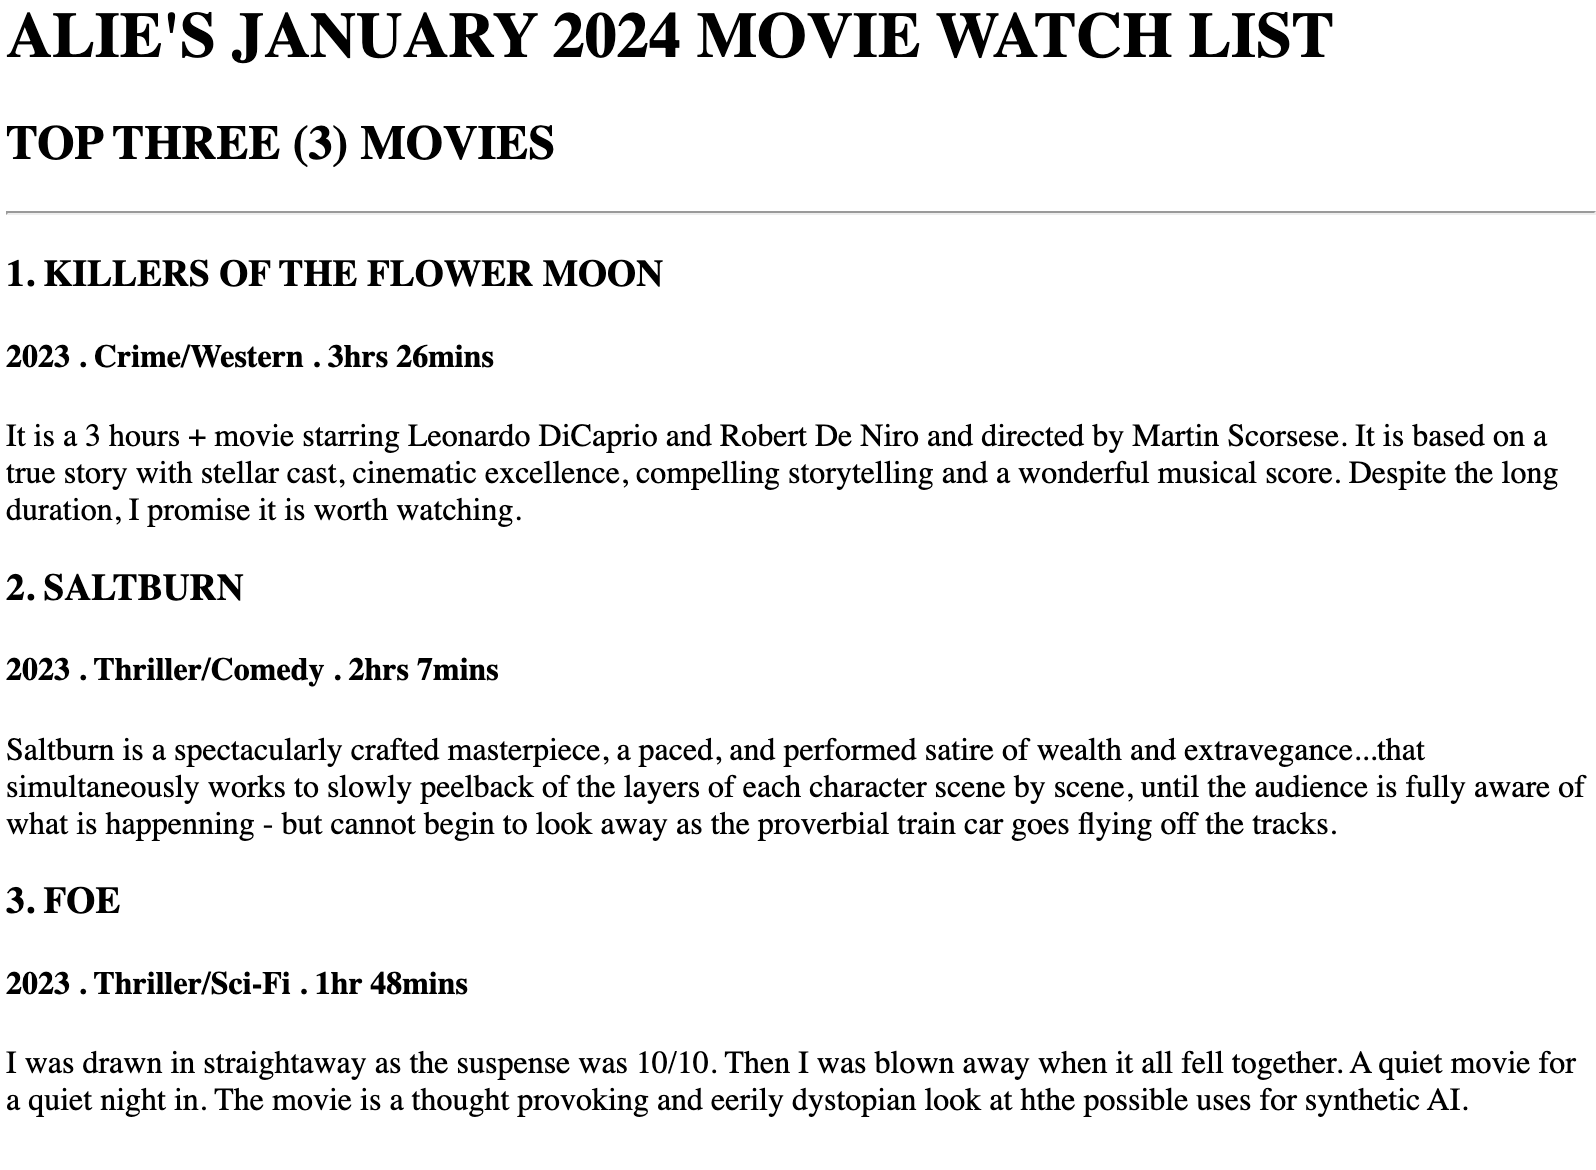 ALIE'S JANUARY 2024 MOVIE WATCH LIST
TOP THREE (3) MOVIES
1. KILLERS OF THE FLOWER MOON
2023 . Crime/Western . 3hrs 26mins
It is a 3 hours + movie starring Leonardo DiCaprio and Robert De Niro and directed by Martin Scorsese. It is based on a
true story with stellar cast, cinematic excellence, compelling storytelling and a wonderful musical score. Despite the long
duration, I promise it is worth watching.
2. SALTBURN
2023 . Thriller/Comedy . 2hrs 7mins
Saltburn is a spectacularly crafted masterpiece, a paced, and performed satire of wealth and extravegance...that
simultaneously works to slowly peelback of the layers of each character scene by scene, until the audience is fully aware of
what is happenning - but cannot begin to look away as the proverbial train car goes flying off the tracks.
3. FOE
2023 . Thriller/Sci-Fi . 1hr 48mins
I was drawn in straightaway as the suspense was 10/10. Then I was blown away when it all fell together. A quiet movie for
a quiet night in. The movie is a thought provoking and eerily dystopian look at hthe possible uses for synthetic AI.